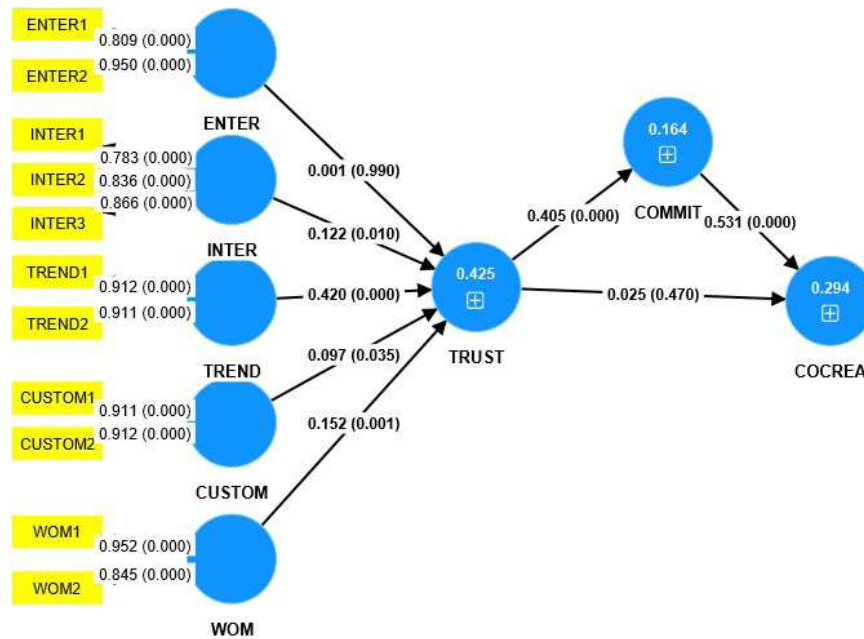 ENTER1
0.809 (0.000)
0.950 (0.000)
ENTER2
ENTER
INTER1
0.783 (0.000)
INTER2
0.836 (0.000)
0.866 (0.000)
INTER3
INTER
TREND1
0.912 (0.000)
0.911 (0.000)
TREND2
TREND
CUSTOM1
0.911 (0.000)
0.912 (0.000)
CUSTOM2
CUSTOM
WOM1
0.952 (0.000)
0.845 (0.000)
WOM2
WOM
0.001 (0.990)
0.122 (0.010)
0.420 (0.000)
0.097 (0.035)
0.152 (0.001)
0.425
TRUST
0.405 (0.000)
0.025 (0.470)
0.164
COMMIT
0.531 (0.000)
0.294
COCREA